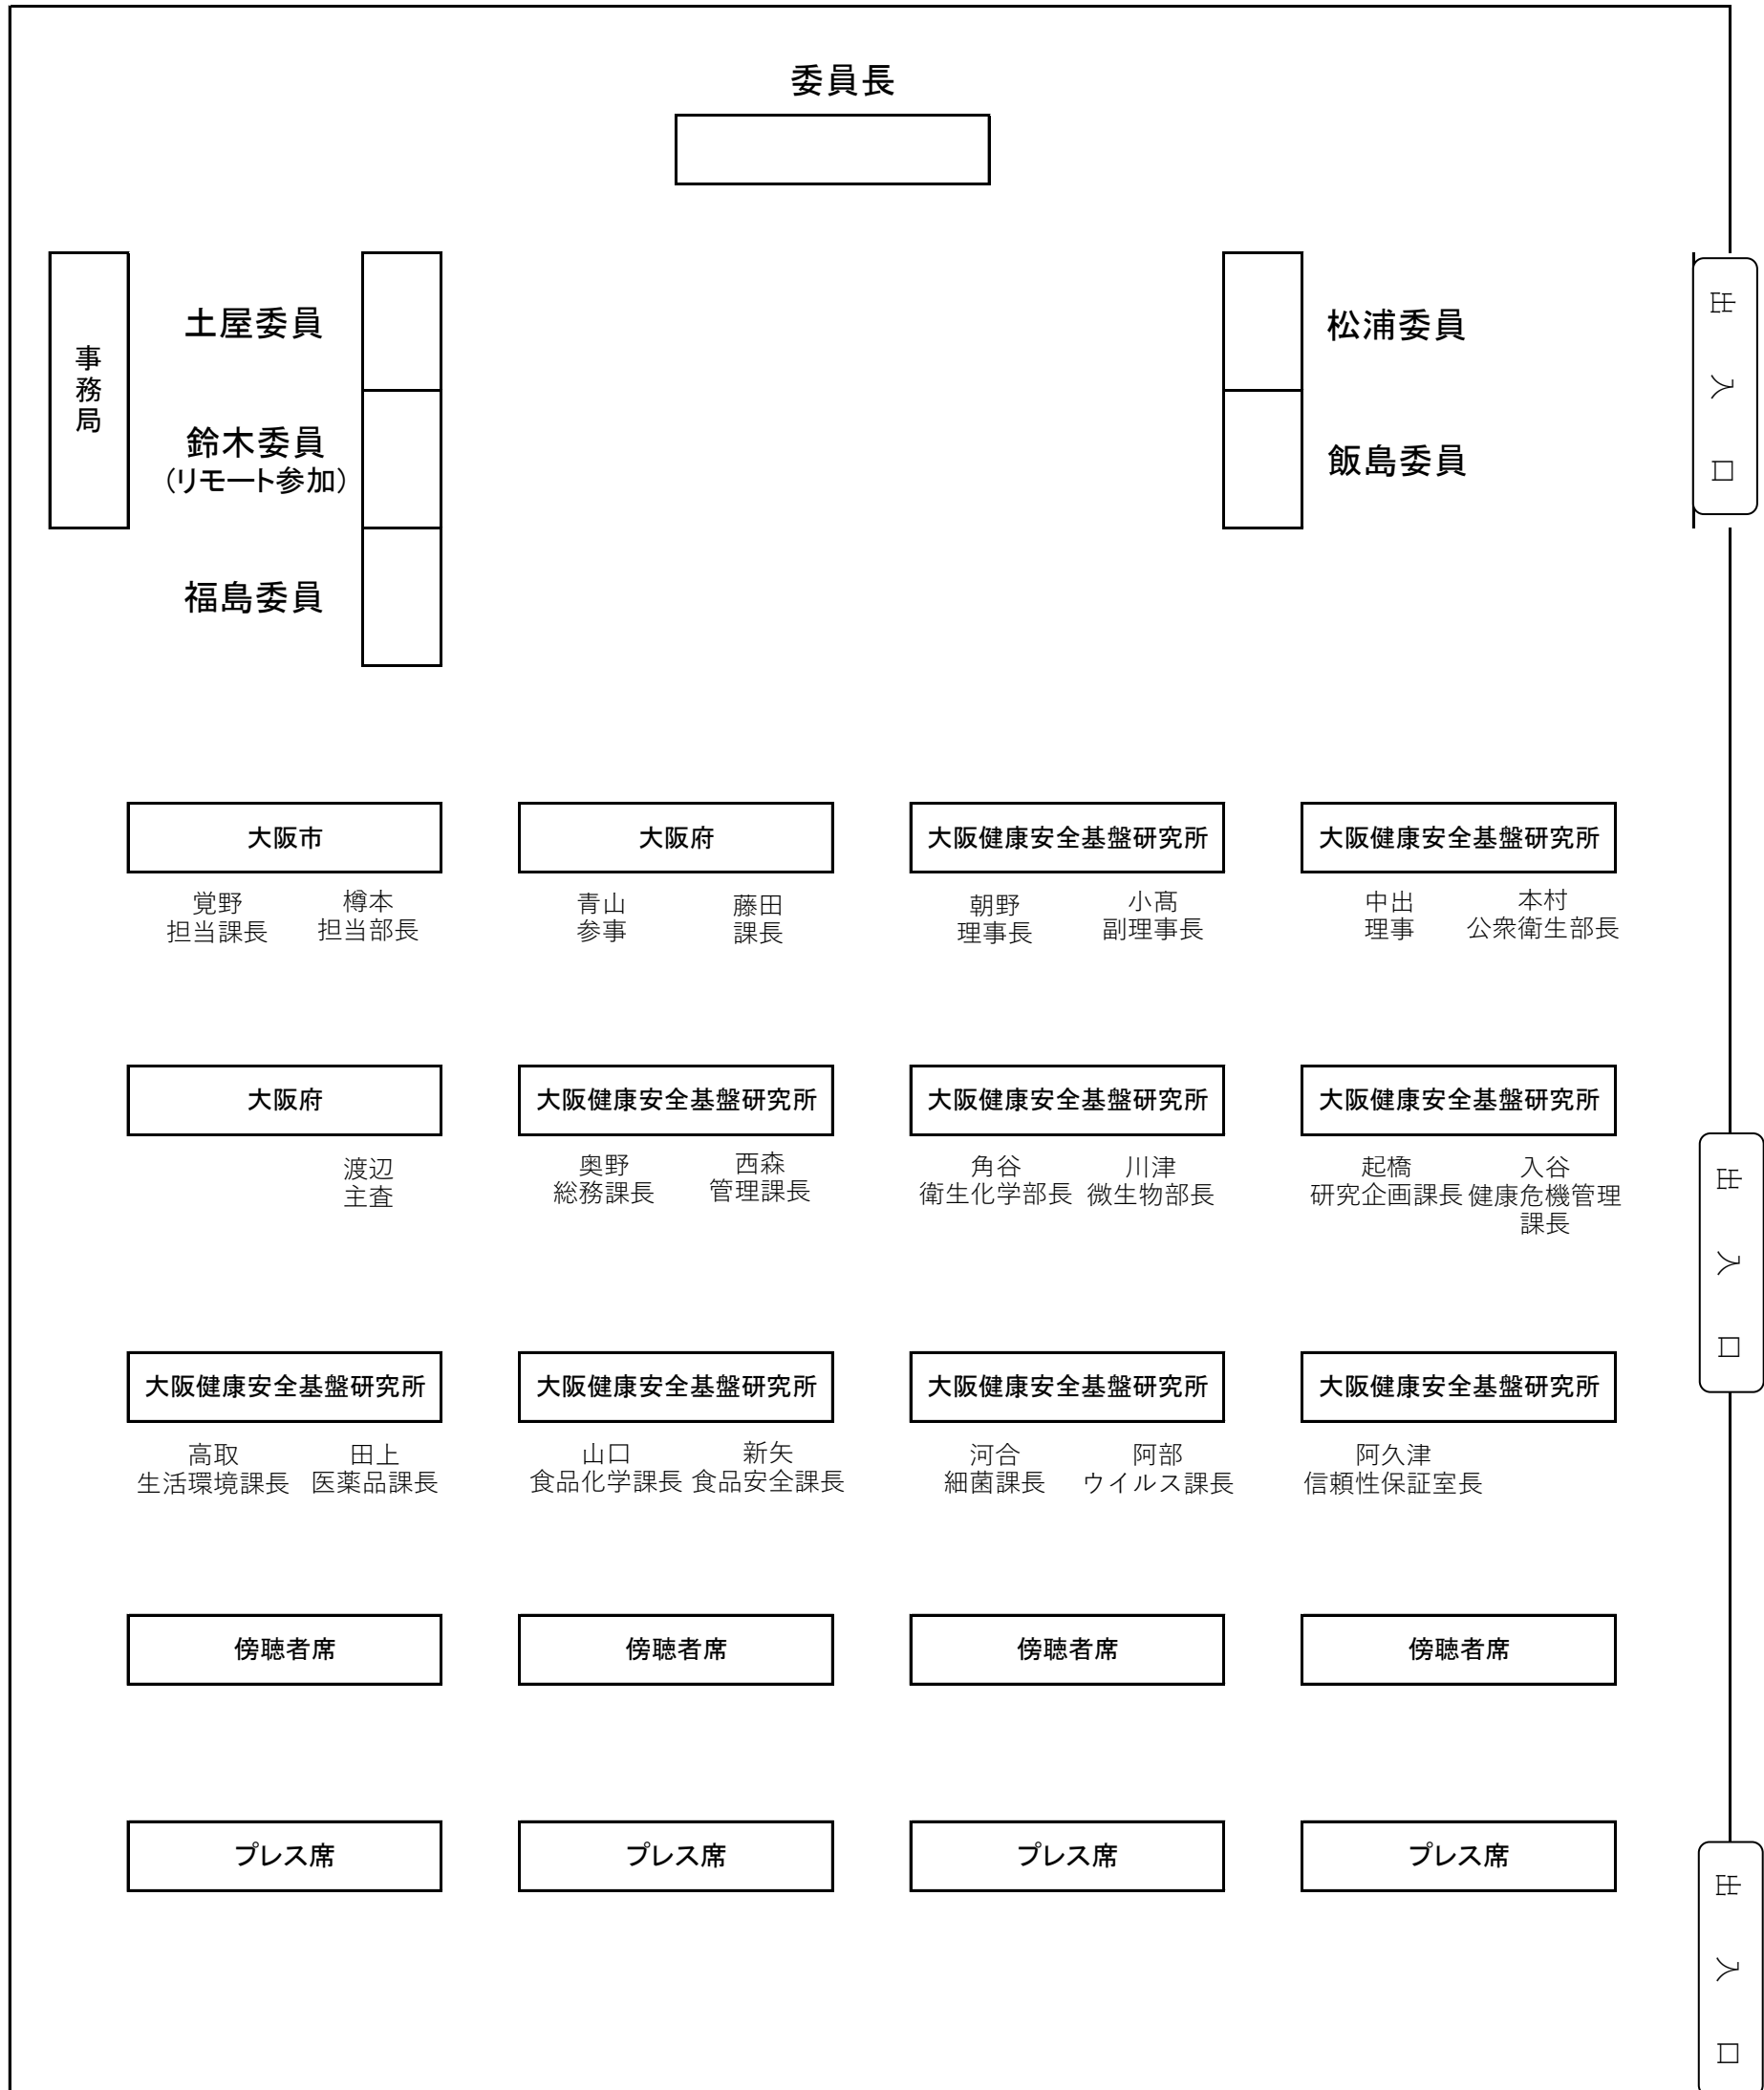 委員長
事務局
土屋委員
鈴木委員
（リモート参加）
福島委員
松浦委員
飯島委員
出入口
大阪市
覚野
担当課長
樽本
担当部長
大阪府
青山
参事
藤田
課長
大阪健康安全基盤研究所
朝野
理事長
小髙
副理事長
大阪健康安全基盤研究所
中出
理事
本村
公衆衛生部長
大阪府
渡辺
主査
大阪健康安全基盤研究所
奥野
総務課長
西森
管理課長
大阪健康安全基盤研究所
角谷
衛生化学部長
川津
微生物部長
大阪健康安全基盤研究所
起橋
研究企画課長
入谷
健康危機管理
課長
出入口
大阪健康安全基盤研究所
高取
生活環境課長
田上
医薬品課長
大阪健康安全基盤研究所
山口
食品化学課長
新矢
食品安全課長
大阪健康安全基盤研究所
河合
細菌課長
阿部
ウイルス課長
大阪健康安全基盤研究所
阿久津
信頼性保証室長
傍聴者席
傍聴者席
傍聴者席
傍聴者席
プレス席
プレス席
プレス席
プレス席
出入口